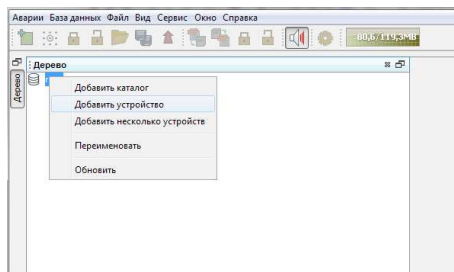 Аварии База данных Файл Вид Сервис Окно Справка
80,6/119,3MB
Дерево
Дерево
Добавить каталог
Добавить устройство
Добавить несколько устройств
Переименовать
Обновить